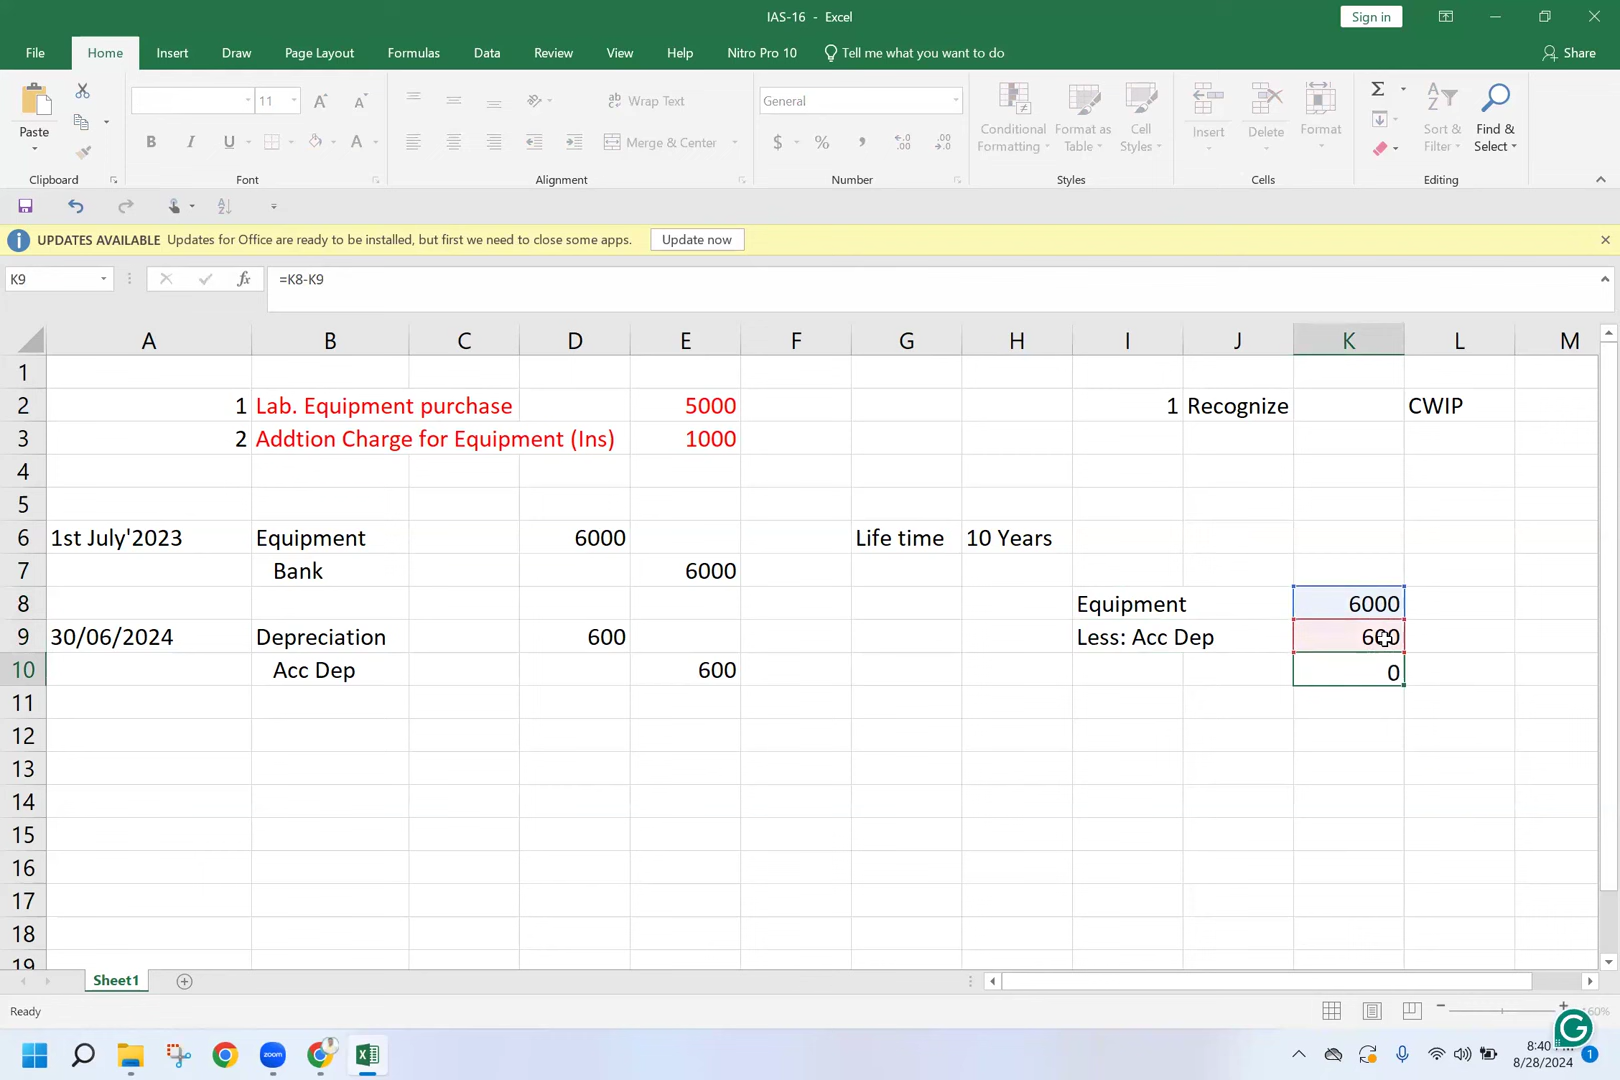 IAS-16 - Excel
Sign in
File Home Insert Draw Page Layout Formulas Data Review View Help Nitro Pro 10 Tell me what you want to do Share
Paste
Clipboard
11
B I U A
Font
Wrap Text
Merge & Center
Alignment
General
$ % ,
Number
Conditional Formatting
Format as Table
Cell Styles
Styles
Insert
Delete
Format
Cells
Sort & Filter
Find & Select
Editing
UPDATES AVAILABLE Updates for Office are ready to be installed, but first we need to close some apps. Update now
K9 fx =K8-K9
A B C D E F G H I J K L M
1
2 1 Lab. Equipment purchase 5000 1 Recognize CWIP
3 2 Addtion Charge for Equipment (Ins) 1000
4
5
6 1st July'2023 Equipment 6000 Life time 10 Years
7 Bank 6000
8 Equipment 6000
9 30/06/2024 Depreciation 600 Less: Acc Dep 600
10 Acc Dep 600 0
11
12
13
14
15
16
17
18
19
Sheet1
Ready
zoom
8/28/2024
1